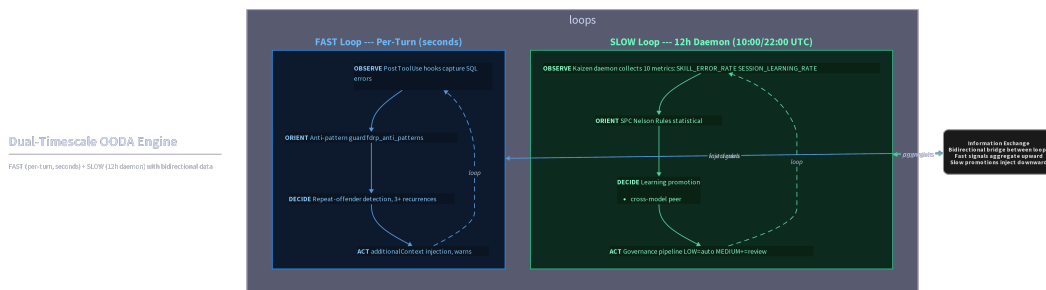 loops
FAST Loop --- Per-Turn (seconds)
SLOW Loop --- 12h Daemon (10:00/22:00 UTC)
OBSERVE PostToolUse hooks capture SQL
errors
OBSERVE Kaizen daemon collects 10 metrics: SKILL_ERROR_RATE SESSION_LEARNING_RATE
ORIENT Anti-pattern guard fdrp_anti_patterns
ORIENT SPC Nelson Rules statistical
Dual-Timescale OODA Engine
FAST (per-turn, seconds) + SLOW (12h daemon) with bidirectional data
loop
loop
DECIDE Repeat-offender detection, 3+ recurrences
DECIDE Learning promotion
• cross-model peer
ACT additionalContext injection, warns
ACT Governance pipeline LOW=auto MEDIUM+=review
Information Exchange
Bidirectional bridge between loop
Fast signals aggregate upward
Slow promotions inject downward